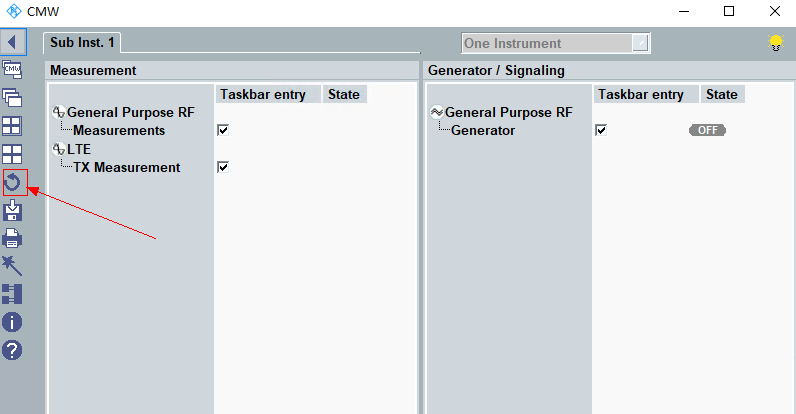 CMW
Sub Inst. 1
One Instrument
CMW
Measurement
Generator / Signaling
Taskbar entry State
General Purpose RF
Measurements
LTE
TX Measurement
Taskbar entry State
General Purpose RF
Generator
OFF